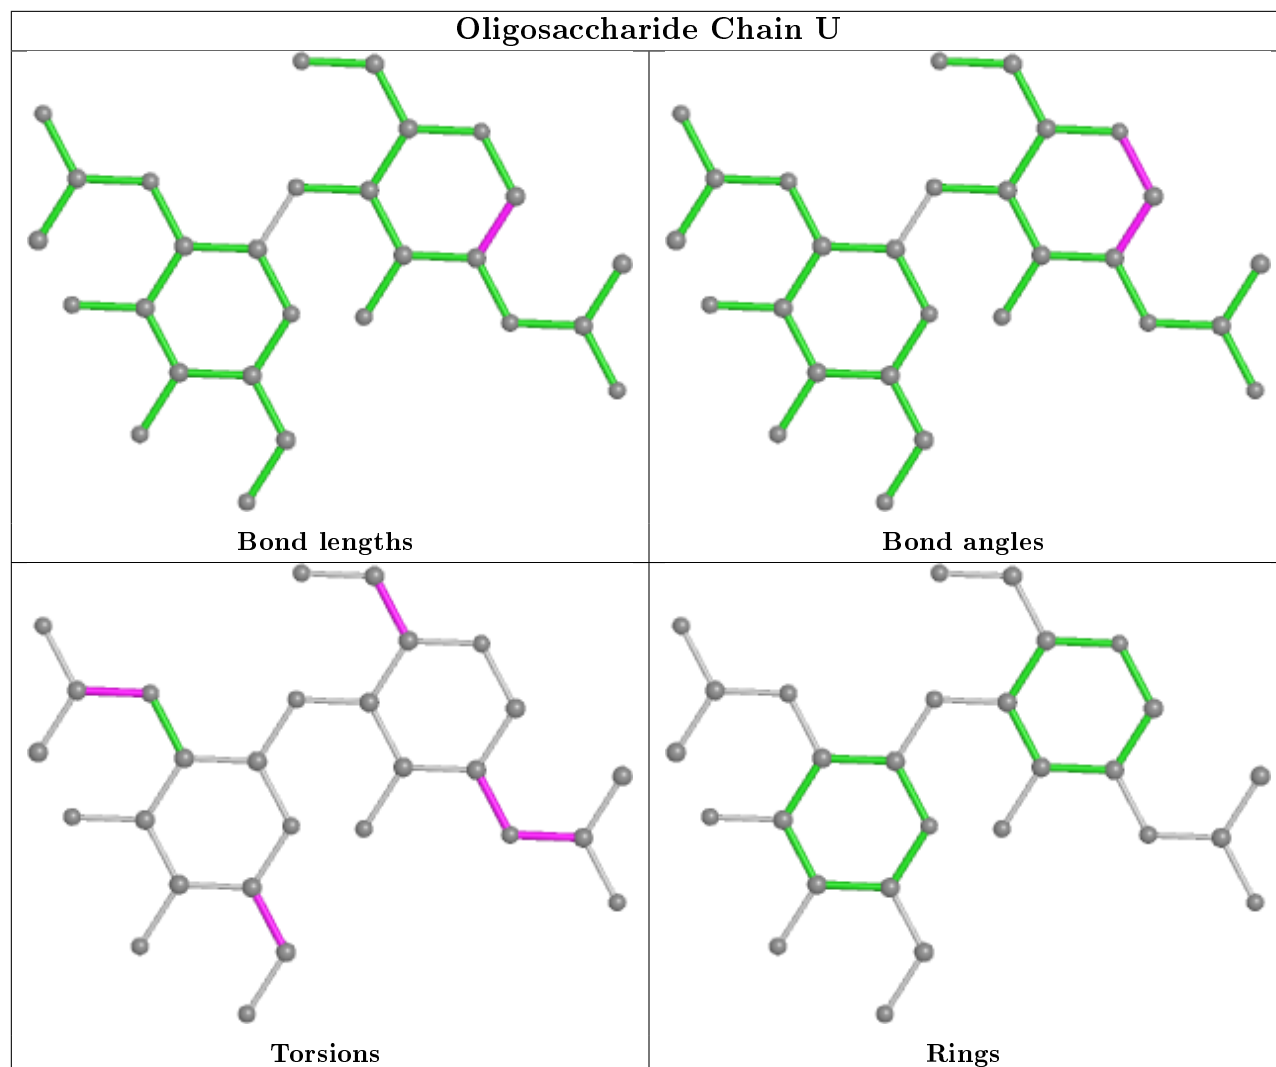 Oligosaccharide Chain U
Bond lengths
Bond angles
Torsions
Rings